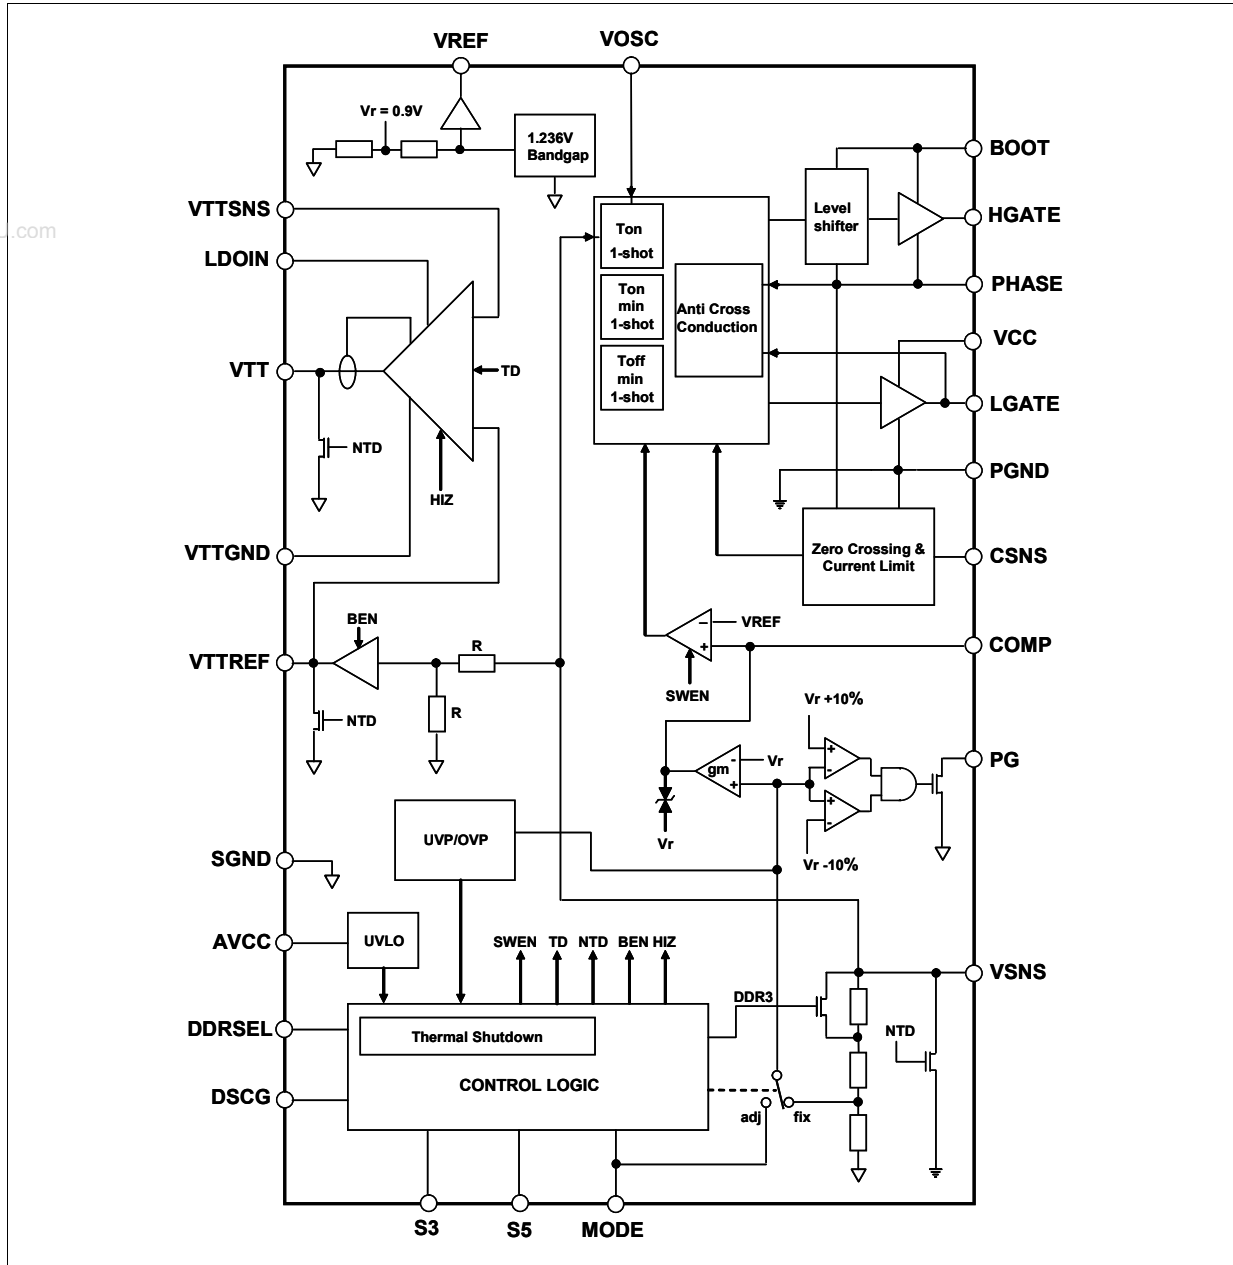 VREF
VOSC
Vr = 0.9V
1.236V
Bandgap
BOOT
VTTSNS
Level
shifter
HGATE
Ton
1-shot
.com
LDOIN
PHASE
Ton
min
1-shot
Anti Cross
Conduction
VCC
VTT
TD
Toff
min
1-shot
LGATE
NTD
HIZ
PGND
VTTGND
Zero Crossing &
Current Limit
CSNS
BEN
VREF
−
+
COMP
VTTREF
R
SWEN
R
NTD
Vr +10%
+
-
PG
gm
-
+
Vr
+
-
Vr
Vr -10%
UVP/OVP
SGND
AVCC
UVLO
SWEN
TD
NTD
BEN
HIZ
VSNS
DDR3
DDRSEL
Thermal Shutdown
NTD
CONTROL LOGIC
DSCG
adj
fix
S3
S5
MODE